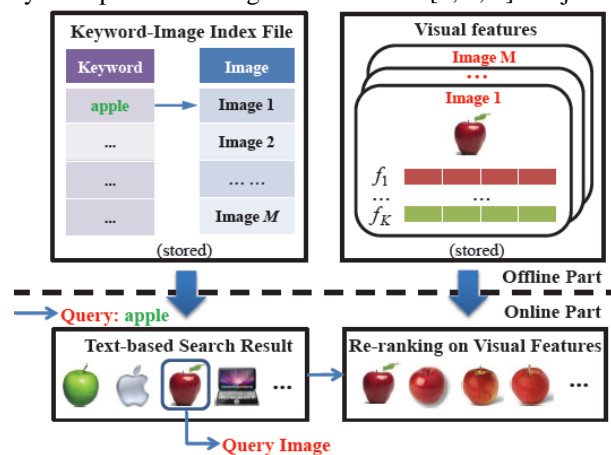 Keyword-Image Index File
Keyword
Image
apple
Image 1
...
Image 2
...
... ...
...
Image M
(stored)
Visual features
Image M
...
Image 1
f1
...
...
fK
(stored)
Offline Part
Online Part
Query: apple
Text-based Search Result
...
Query Image
Re-ranking on Visual Features
...